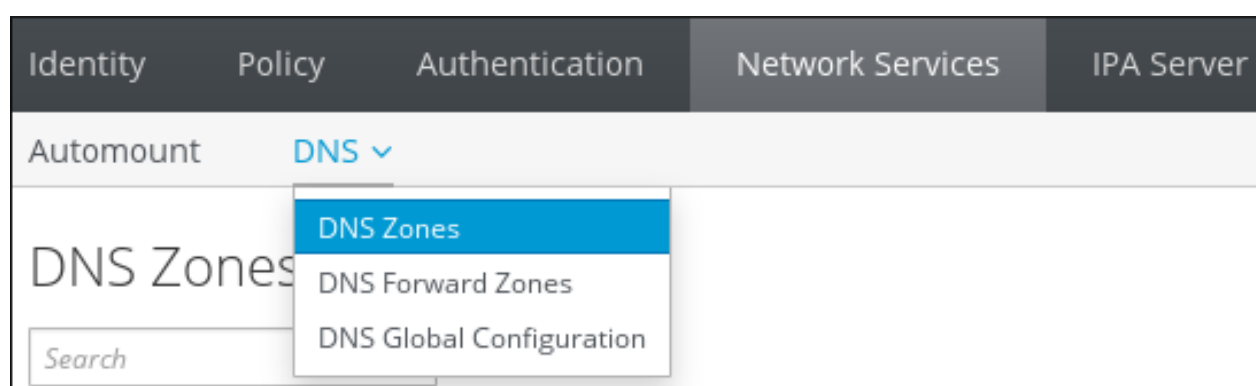 Identity Policy Authentication Network Services IPA Server
Automount DNS
DNS Zones
DNS Zones
DNS Forward Zones
DNS Global Configuration
Search